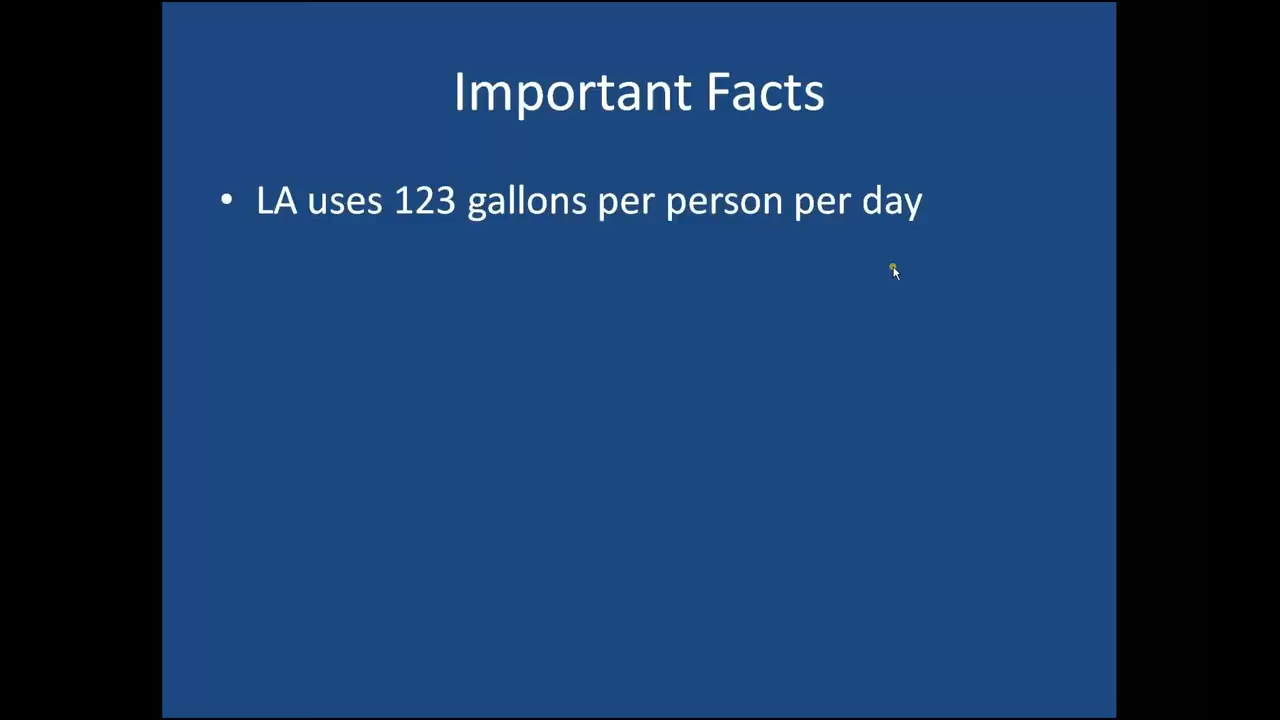 Important Facts
• LA uses 123 gallons per person per day